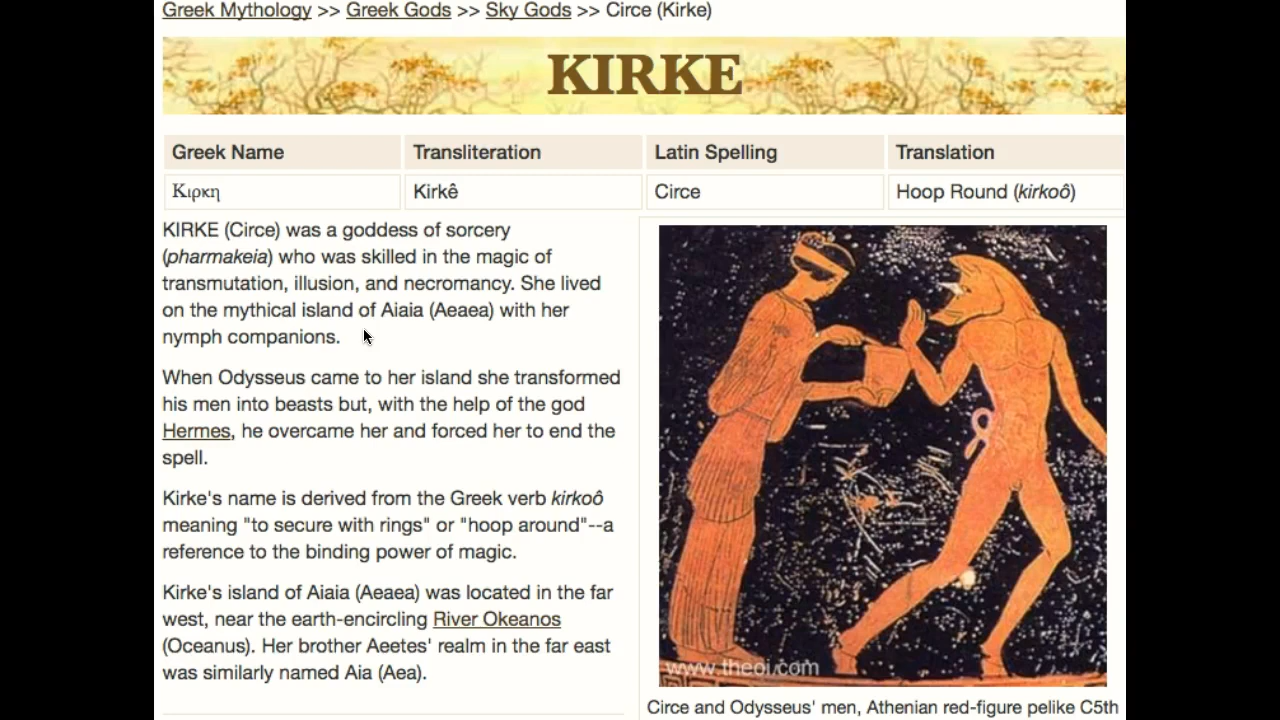 Greek Mythology >> Greek Gods >> Sky Gods >> Circe (Kirke)
KIRKE
Greek Name Transliteration Latin Spelling Translation
Κιρκη Kirkê Circe Hoop Round (kirkoô)
KIRKE (Circe) was a goddess of sorcery
(pharmakeia) who was skilled in the magic of
transmutation, illusion, and necromancy. She lived
on the mythical island of Aiaia (Aeaea) with her
nymph companions.
When Odysseus came to her island she transformed
his men into beasts but, with the help of the god
Hermes, he overcame her and forced her to end the
spell.
Kirke's name is derived from the Greek verb kirkoô
meaning "to secure with rings" or "hoop around"--a
reference to the binding power of magic.
Kirke's island of Aiaia (Aeaea) was located in the far
west, near the earth-encircling River Okeanos
(Oceanus). Her brother Aeetes' realm in the far east
was similarly named Aia (Aea).
www.theoi.com
Circe and Odysseus' men, Athenian red-figure pelike C5th